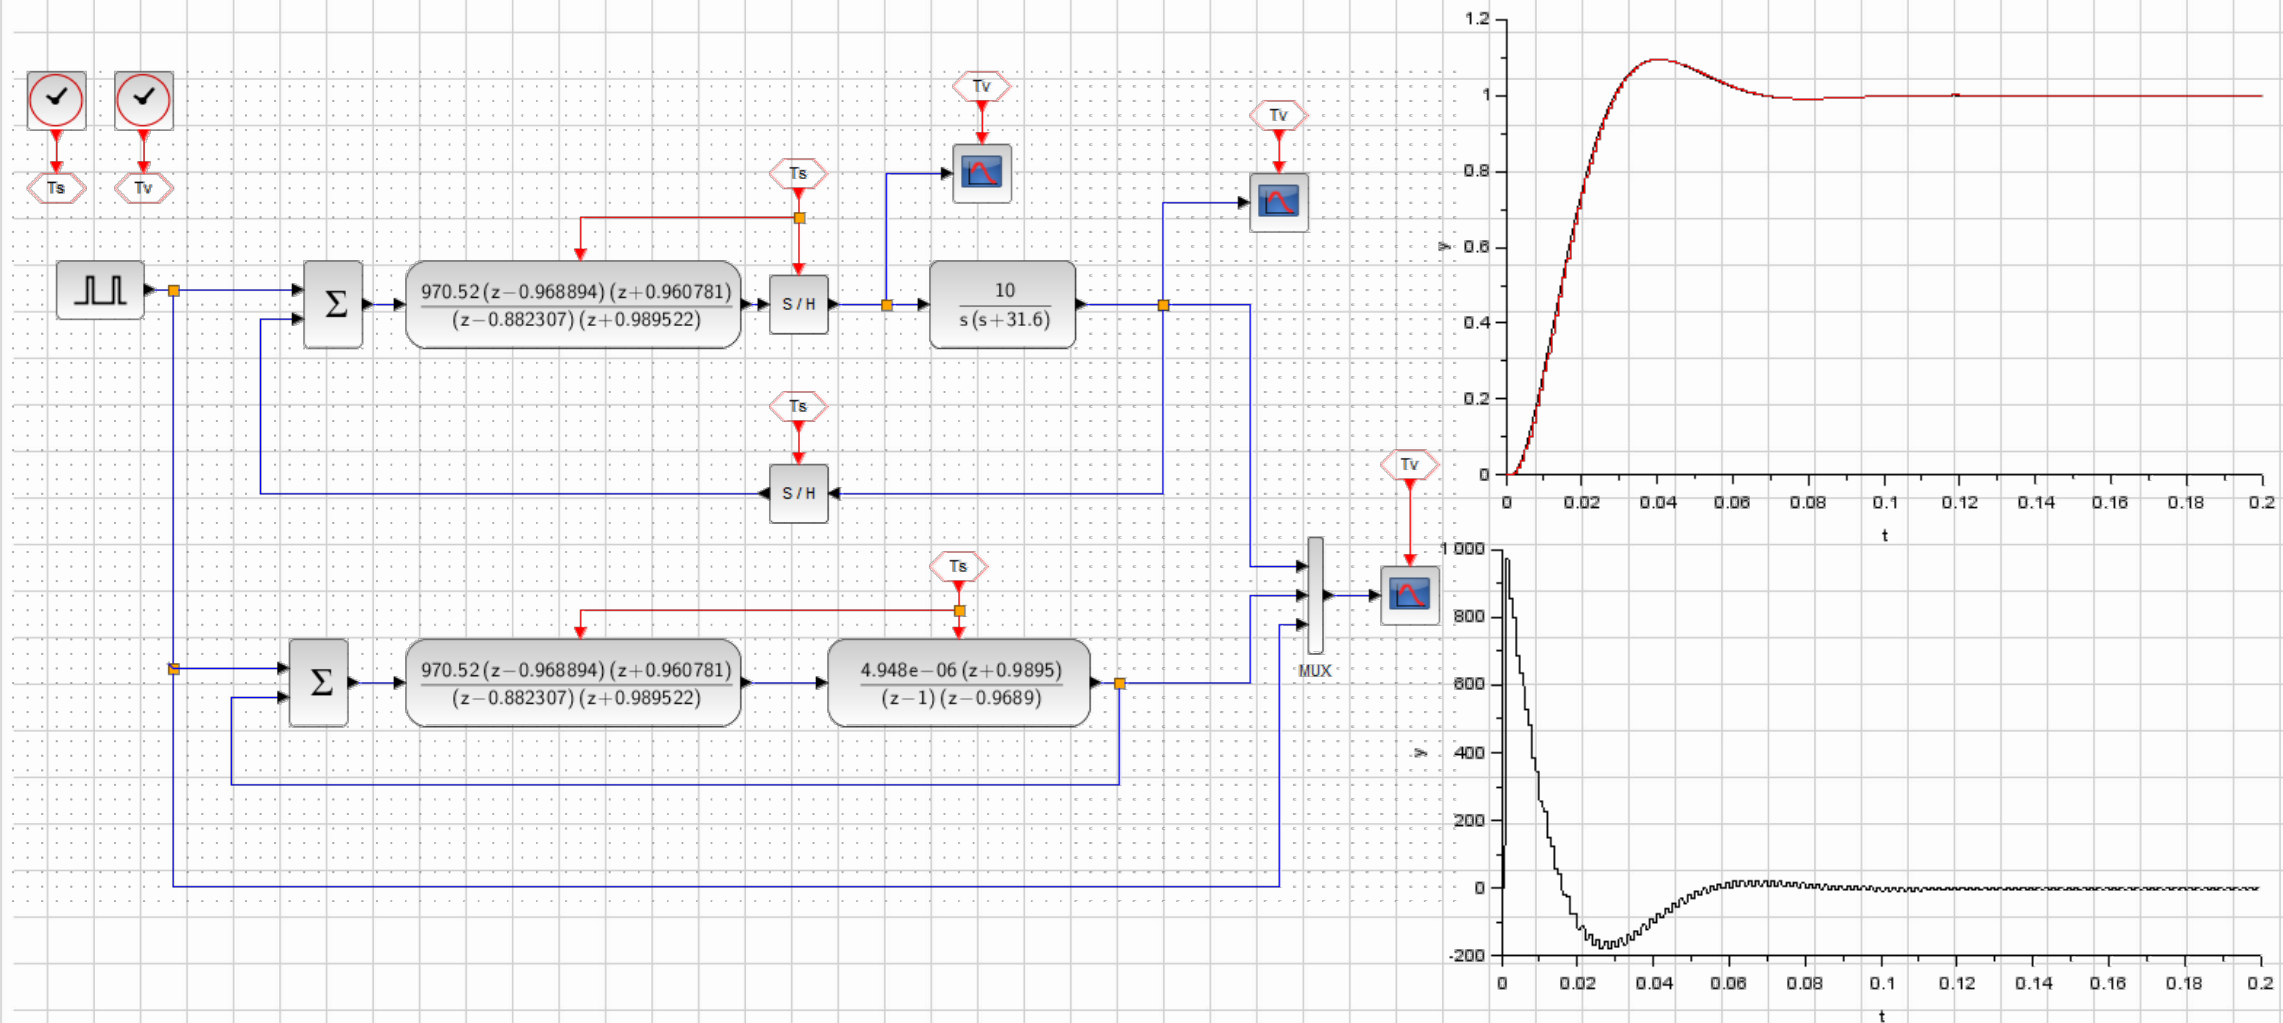 Ts
Tv
Ts
Tv
Tv
Σ
970.52(z−0.968894)(z+0.960781)
(z−0.882307)(z+0.989522)
S/H
10
s(s+31.6)
Ts
S/H
Tv
Ts
Σ
970.52(z−0.968894)(z+0.960781)
(z−0.882307)(z+0.989522)
4.948e−06(z+0.9895)
(z−1)(z−0.9689)
MUX
1.2
1
0.8
y
0.6
0.4
0.2
0
0 0.02 0.04 0.06 0.08 0.1 0.12 0.14 0.16 0.18 0.2
t
1 000
800
600
y
400
200
0
-200
0 0.02 0.04 0.06 0.08 0.1 0.12 0.14 0.16 0.18 0.2
t